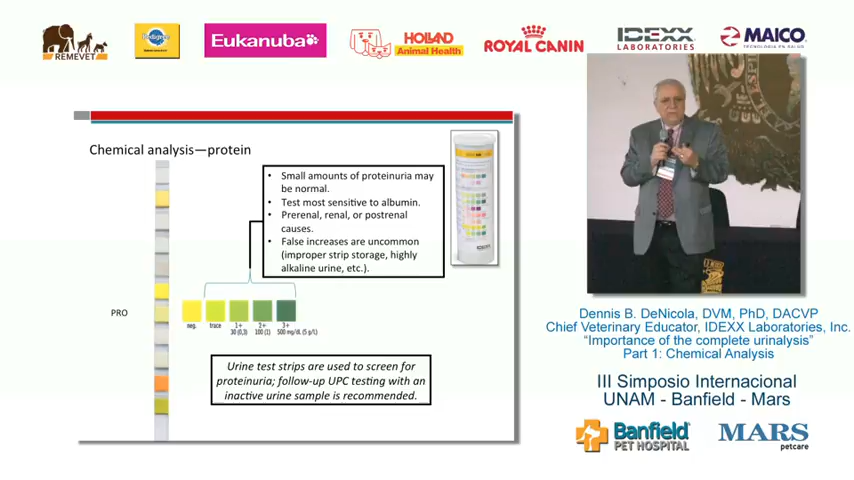 REMEVET
Pedigree
Eukanuba
HOLLAND
Animal Health
ROYAL CANIN
IDEXX
LABORATORIES
MAICO
TECNOLOGÍA EN SALUD
Chemical analysis—protein
• Small amounts of proteinuria may
be normal.
• Test most sensitive to albumin.
• Prerenal, renal, or postrenal
causes.
• False increases are uncommon
(improper strip storage, highly
alkaline urine, etc.).
PRO
neg. trace 1+ 2+ 3+
30 (0,3) 100 (1) 500 mg/dL (5 g/L)
Urine test strips are used to screen for
proteinuria; follow-up UPC testing with an
inactive urine sample is recommended.
Dennis B. DeNicola, DVM, PhD, DACVP
Chief Veterinary Educator, IDEXX Laboratories, Inc.
“Importance of the complete urinalysis”
Part 1: Chemical Analysis
III Simposio Internacional
UNAM - Banfield - Mars
Banfield
PET HOSPITAL
MARS
petcare